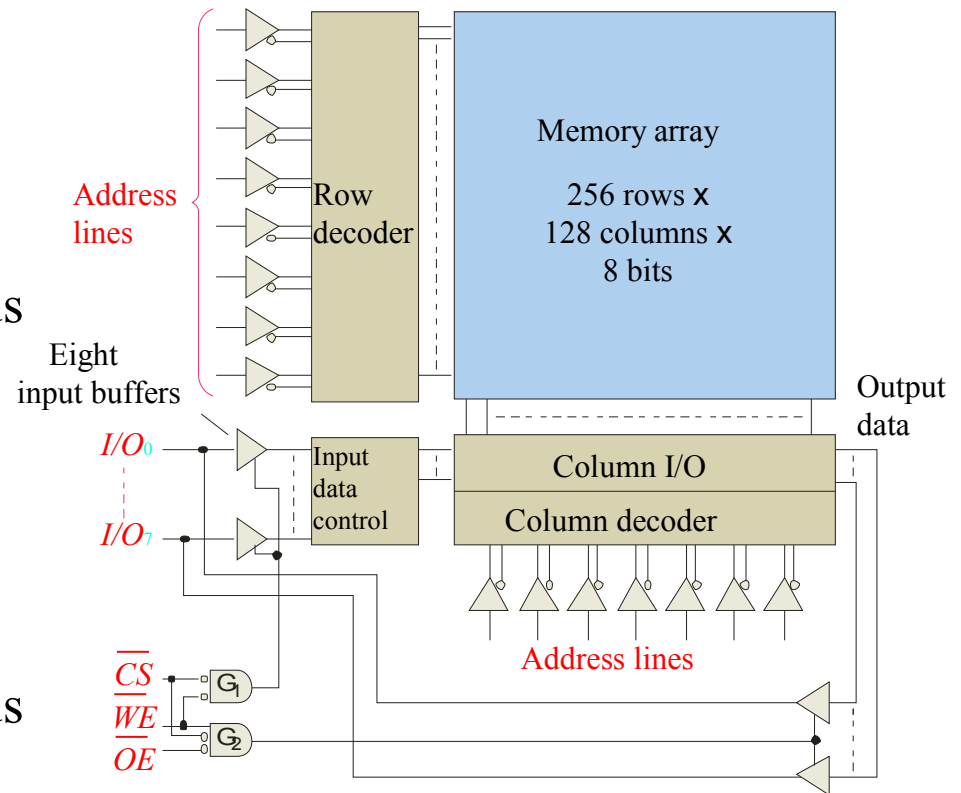 Memory array
256 rows x
128 columns x
8 bits
Address
lines
Row
decoder
Eight
input buffers
Output
data
I/O0
I/O7
Input
data
control
Column I/O
Column decoder
Address lines
CS
WE
OE
G1
G2